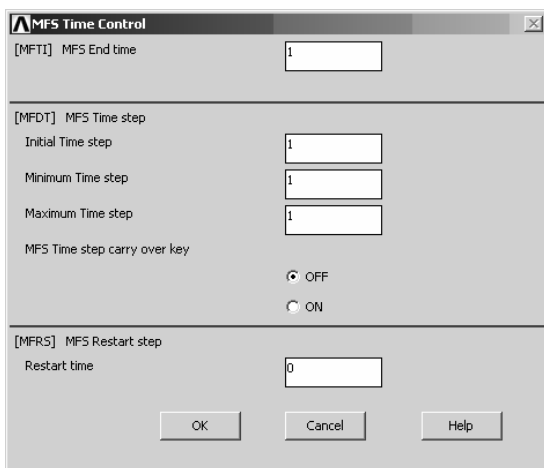 MFS Time Control
[MFTI] MFS End time
1
[MFDT] MFS Time step
Initial Time step
1
Minimum Time step
1
Maximum Time step
1
MFS Time step carry over key
OFF
ON
[MFRS] MFS Restart step
Restart time
0
OK Cancel Help